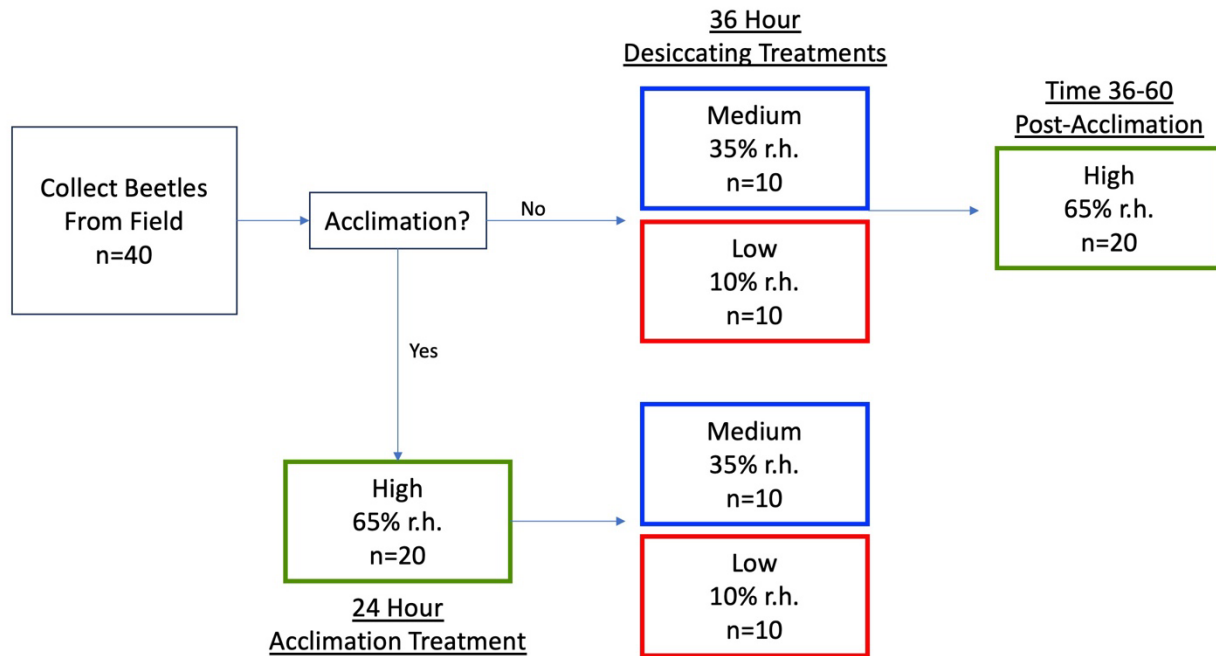 36 Hour
Desiccating Treatments
Time 36-60
Post-Acclimation
Collect Beetles
From Field
n=40
Acclimation?
No
Yes
Medium
35% r.h.
n=10
Low
10% r.h.
n=10
High
65% r.h.
n=20
High
65% r.h.
n=20
24 Hour
Acclimation Treatment
Medium
35% r.h.
n=10
Low
10% r.h.
n=10